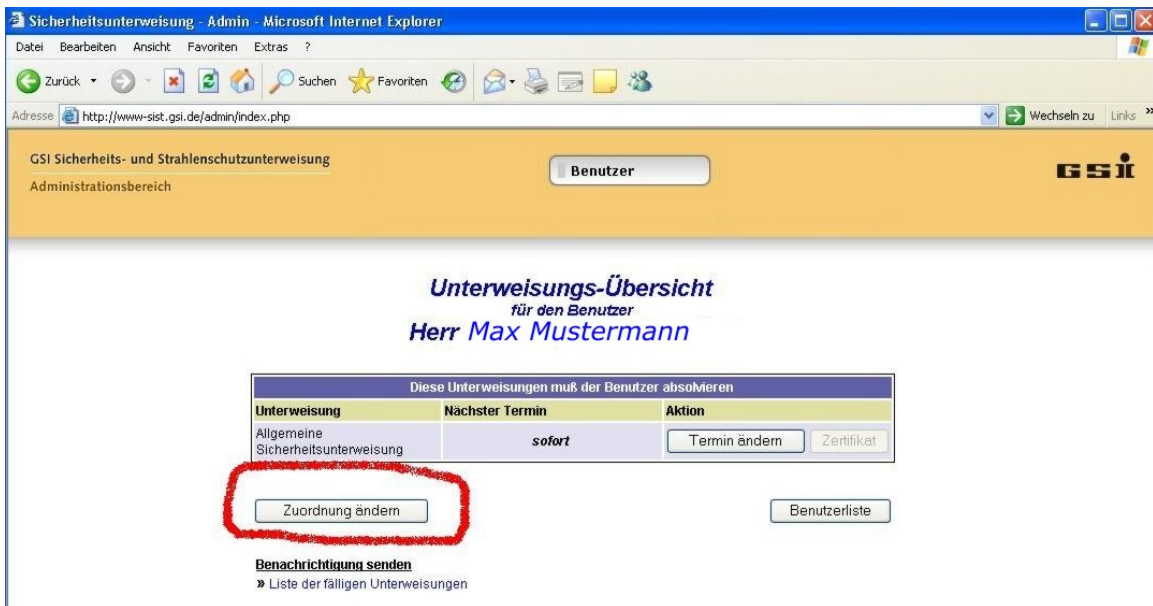 Sicherheitsunterweisung - Admin - Microsoft Internet Explorer
Datei Bearbeiten Ansicht Favoriten Extras ?
Zurück Suchen Favoriten
Adresse http://www-sist.gsi.de/admin/index.php Wechseln zu Links »
GSI Sicherheits- und Strahlenschutzunterweisung
Administrationsbereich
Benutzer
GSI
Unterweisungs-Übersicht
für den Benutzer
Herr Max Mustermann
Diese Unterweisungen muß der Benutzer absolvieren
Unterweisung Nächster Termin Aktion
Allgemeine
Sicherheitsunterweisung
sofort Termin ändern Zertifikat
Zuordnung ändern Benutzerliste
Benachrichtigung senden
» Liste der fälligen Unterweisungen